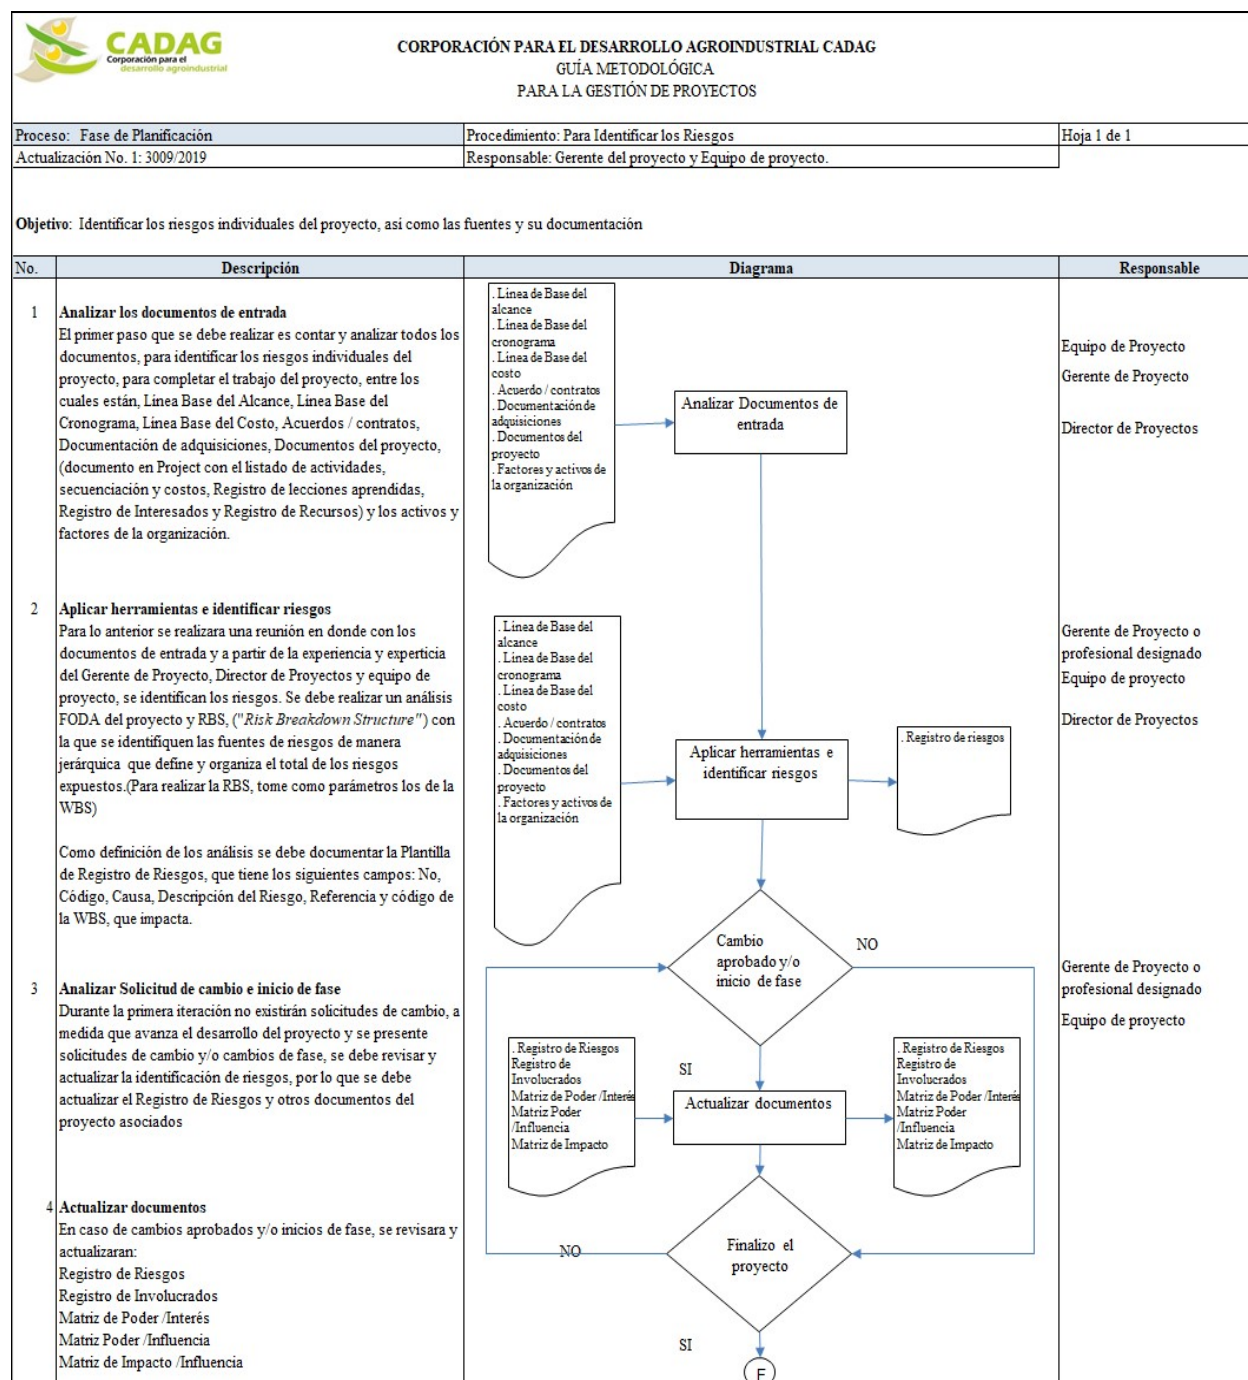 CADAG
Corporación para el
desarrollo agroindustrial
CORPORACIÓN PARA EL DESARROLLO AGROINDUSTRIAL CADAG
GUÍA METODOLÓGICA
PARA LA GESTIÓN DE PROYECTOS
Proceso: Fase de Planificación
Procedimiento: Para Identificar los Riesgos
Hoja 1 de 1
Actualización No. 1: 3009/2019
Responsable: Gerente del proyecto y Equipo de proyecto.
Objetivo: Identificar los riesgos individuales del proyecto, así como las fuentes y su documentación
No.
Descripción
Diagrama
Responsable
1
Analizar los documentos de entrada
El primer paso que se debe realizar es contar y analizar todos los
documentos, para identificar los riesgos individuales del
proyecto, para completar el trabajo del proyecto, entre los
cuales están, Línea Base del Alcance, Línea Base del
Cronograma, Línea Base del Costo, Acuerdos / contratos,
Documentación de adquisiciones, Documentos del proyecto,
(documento en Project con el listado de actividades,
secuenciación y costos, Registro de lecciones aprendidas,
Registro de Interesados y Registro de Recursos) y los activos y
factores de la organización.
. Línea de Base del
alcance
. Línea de Base del
cronograma
. Línea de Base del
costo
. Acuerdo / contratos
. Documentación de
adquisiciones
. Documentos del
proyecto
. Factores y activos de
la organización
Analizar Documentos de
entrada
Equipo de Proyecto
Gerente de Proyecto
Director de Proyectos
2
Aplicar herramientas e identificar riesgos
Para lo anterior se realizara una reunión en donde con los
documentos de entrada y a partir de la experiencia y experticia
del Gerente de Proyecto, Director de Proyectos y equipo de
proyecto, se identifican los riesgos. Se debe realizar un análisis
FODA del proyecto y RBS, ("Risk Breakdown Structure") con
la que se identifiquen las fuentes de riesgos de manera
jerárquica que define y organiza el total de los riesgos
expuestos.(Para realizar la RBS, tome como parámetros los de la
WBS)
Como definición de los análisis se debe documentar la Plantilla
de Registro de Riesgos, que tiene los siguientes campos: No,
Código, Causa, Descripción del Riesgo, Referencia y código de
la WBS, que impacta.
. Línea de Base del
alcance
. Línea de Base del
cronograma
. Línea de Base del
costo
. Acuerdo / contratos
. Documentación de
adquisiciones
. Documentos del
proyecto
. Factores y activos de
la organización
Aplicar herramientas e
identificar riesgos
. Registro de riesgos
Gerente de Proyecto o
profesional designado
Equipo de proyecto
Director de Proyectos
Cambio
aprobado y/o
inicio de fase
NO
3
Analizar Solicitud de cambio e inicio de fase
Durante la primera iteración no existirán solicitudes de cambio, a
medida que avanza el desarrollo del proyecto y se presente
solicitudes de cambio y/o cambios de fase, se debe revisar y
actualizar la identificación de riesgos, por lo que se debe
actualizar el Registro de Riesgos y otros documentos del
proyecto asociados
Gerente de Proyecto o
profesional designado
Equipo de proyecto
SI
. Registro de Riesgos
Registro de
Involucrados
Matriz de Poder /Interés
Matriz Poder
/Influencia
Matriz de Impacto
Actualizar documentos
. Registro de Riesgos
Registro de
Involucrados
Matriz de Poder /Interés
Matriz Poder
/Influencia
Matriz de Impacto
4
Actualizar documentos
En caso de cambios aprobados y/o inicios de fase, se revisara y
actualizaran:
Registro de Riesgos
Registro de Involucrados
Matriz de Poder /Interés
Matriz Poder /Influencia
Matriz de Impacto /Influencia
NO
Finalizo el
proyecto
SI
F